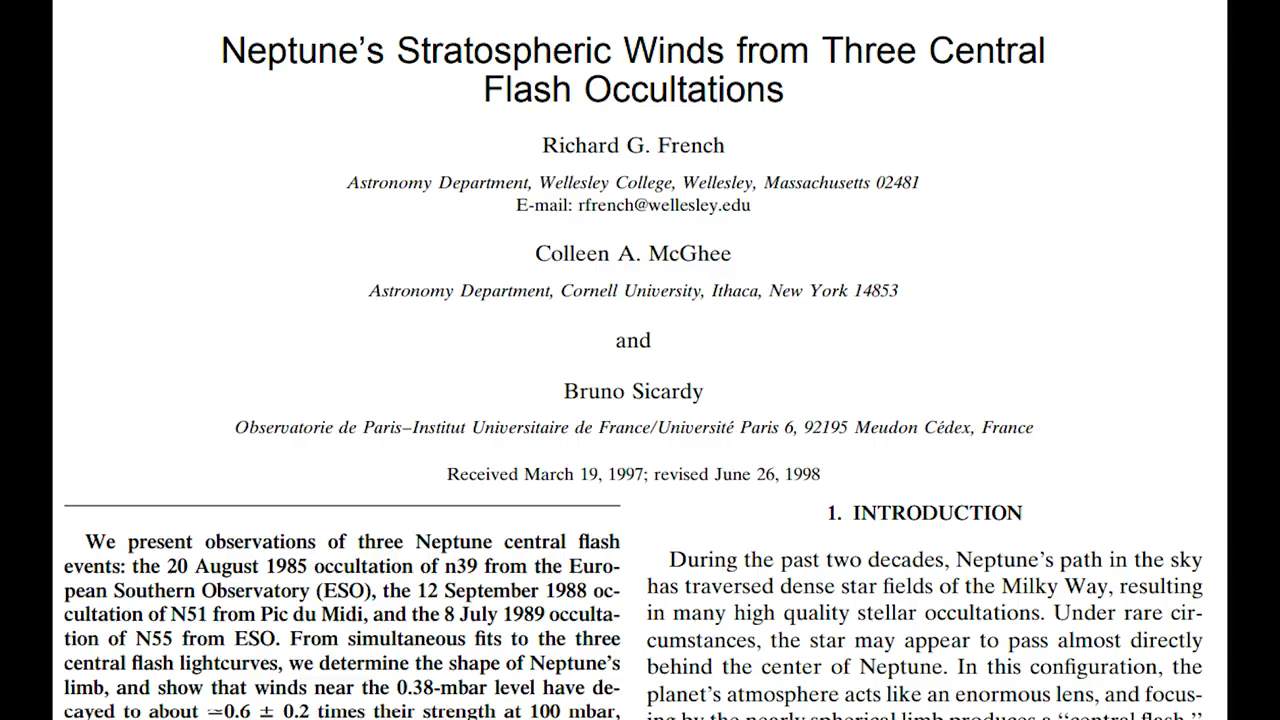 Neptune's Stratospheric Winds from Three Central
Flash Occultations
Richard G. French
Astronomy Department, Wellesley College, Wellesley, Massachusetts 02481
E-mail: rfrench@wellesley.edu
Colleen A. McGhee
Astronomy Department, Cornell University, Ithaca, New York 14853
and
Bruno Sicardy
Observatorie de Paris–Institut Universitaire de France/Université Paris 6, 92195 Meudon Cédex, France
Received March 19, 1997; revised June 26, 1998
We present observations of three Neptune central flash
events: the 20 August 1985 occultation of n39 from the Euro-
pean Southern Observatory (ESO), the 12 September 1988 oc-
cultation of N51 from Pic du Midi, and the 8 July 1989 occulta-
tion of N55 from ESO. From simultaneous fits to the three
central flash lightcurves, we determine the shape of Neptune's
limb, and show that winds near the 0.38-mbar level have de-
cayed to about ≃0.6 ± 0.2 times their strength at 100 mbar,
1. INTRODUCTION
During the past two decades, Neptune's path in the sky
has traversed dense star fields of the Milky Way, resulting
in many high quality stellar occultations. Under rare cir-
cumstances, the star may appear to pass almost directly
behind the center of Neptune. In this configuration, the
planet's atmosphere acts like an enormous lens, and focus-
ing by the nearly spherical limb produces a "central flash"